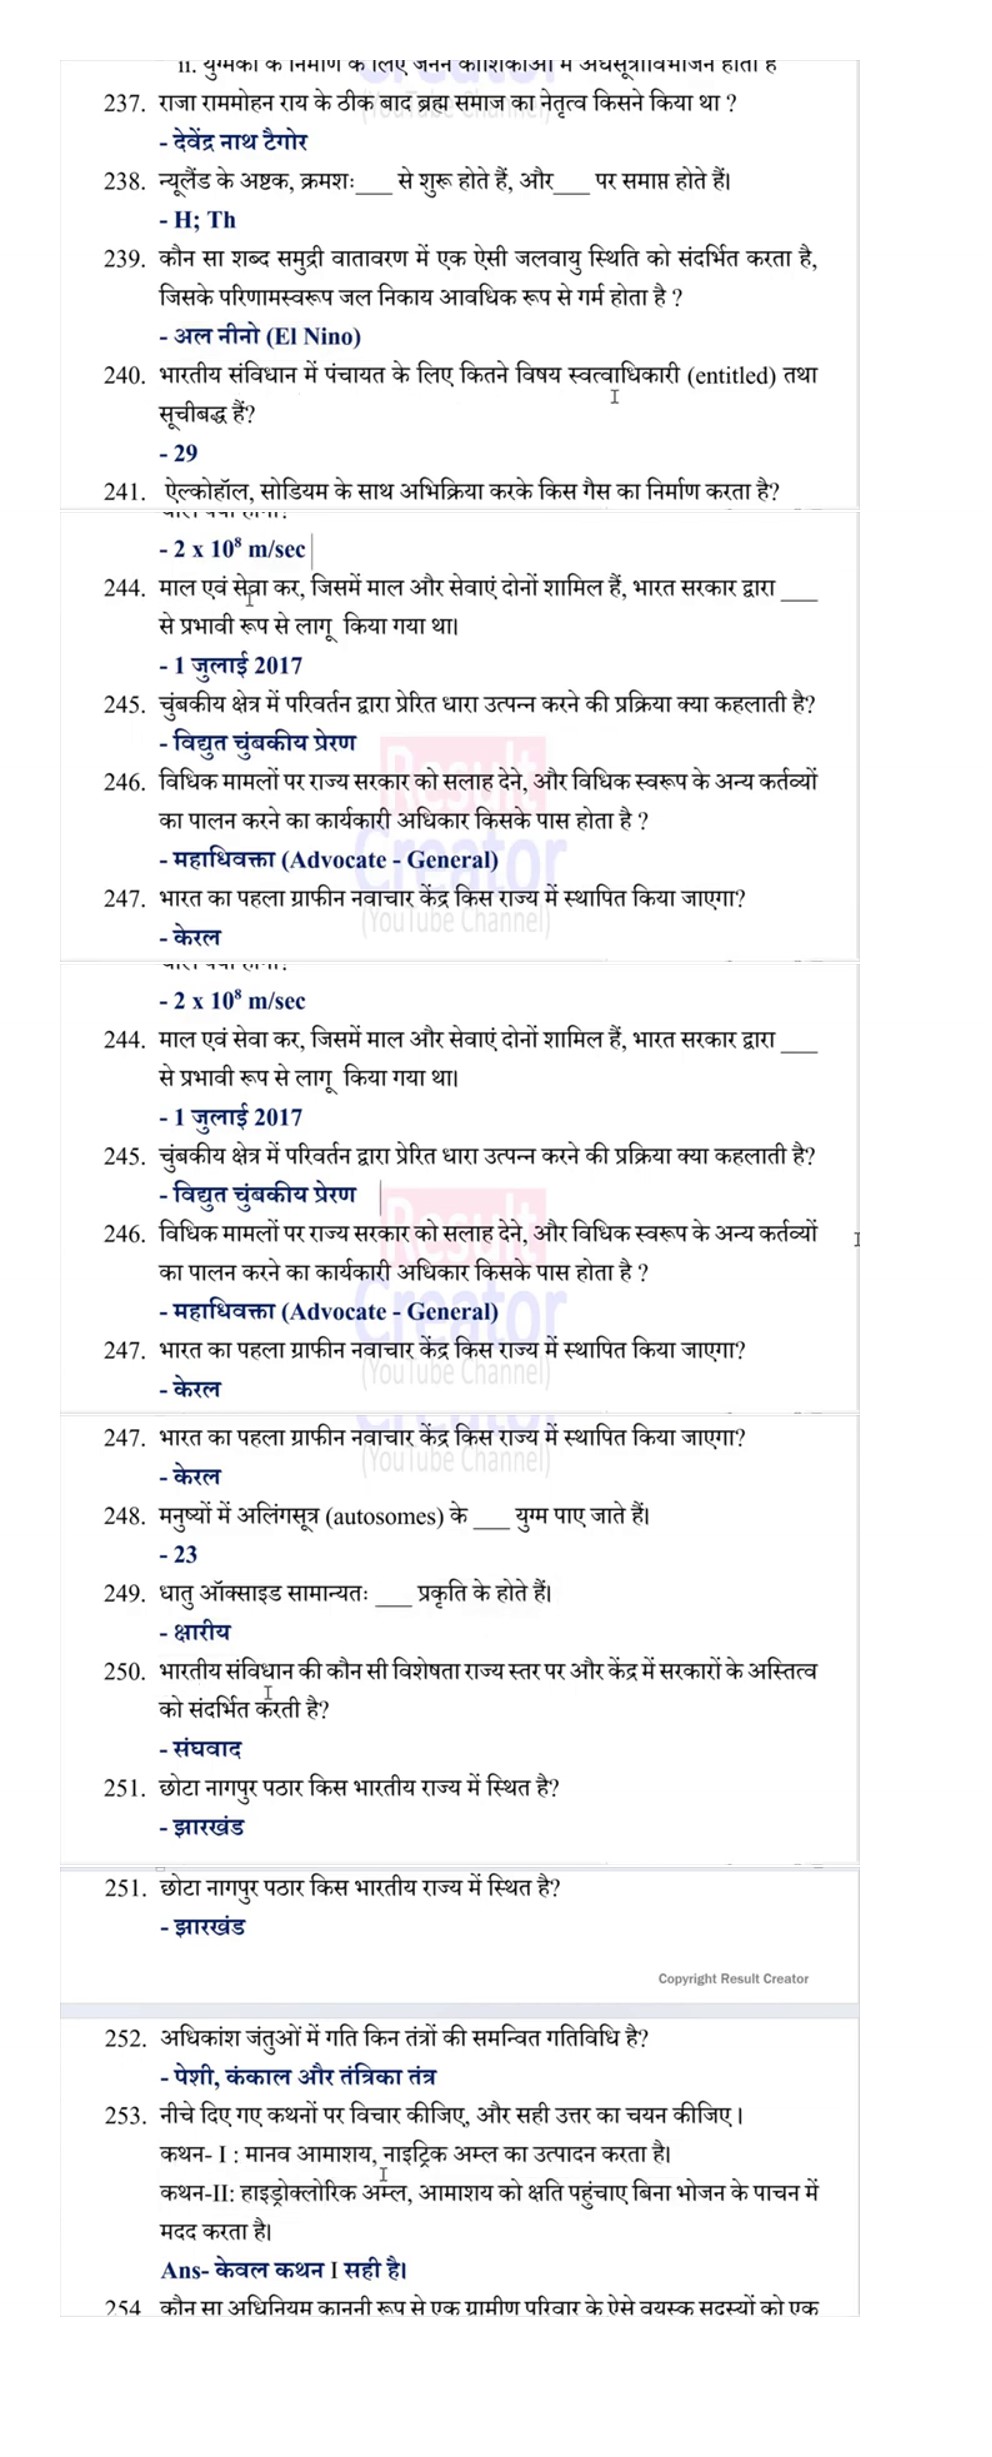 ii. युग्मकों के निर्माण के लिए जनन कोशिकाओं में अर्धसूत्रीविभाजन होता है
237. राजा राममोहन राय के ठीक बाद ब्रह्म समाज का नेतृत्व किसने किया था ?
- देवेंद्र नाथ टैगोर
238. न्यूलैंड के अष्टक, क्रमशः____ से शुरू होते हैं, और____ पर समाप्त होते हैं।
- H; Th
239. कौन सा शब्द समुद्री वातावरण में एक ऐसी जलवायु स्थिति को संदर्भित करता है,
जिसके परिणामस्वरूप जल निकाय आवधिक रूप से गर्म होता है ?
- अल नीनो (El Nino)
240. भारतीय संविधान में पंचायत के लिए कितने विषय स्वत्वाधिकारी (entitled) तथा
सूचीबद्ध हैं?
- 29
241. ऐल्कोहॉल, सोडियम के साथ अभिक्रिया करके किस गैस का निर्माण करता है?
- 2 x 10⁸ m/sec
244. माल एवं सेवा कर, जिसमें माल और सेवाएं दोनों शामिल हैं, भारत सरकार द्वारा ____
से प्रभावी रूप से लागू किया गया था।
- 1 जुलाई 2017
245. चुंबकीय क्षेत्र में परिवर्तन द्वारा प्रेरित धारा उत्पन्न करने की प्रक्रिया क्या कहलाती है?
- विद्युत चुंबकीय प्रेरण
Result
246. विधिक मामलों पर राज्य सरकार को सलाह देने, और विधिक स्वरूप के अन्य कर्तव्यों
का पालन करने का कार्यकारी अधिकार किसके पास होता है ?
Creator
- महाधिवक्ता (Advocate - General)
247. भारत का पहला ग्राफीन नवाचार केंद्र किस राज्य में स्थापित किया जाएगा?
(YouTube Channel)
- केरल
- 2 x 10⁸ m/sec
244. माल एवं सेवा कर, जिसमें माल और सेवाएं दोनों शामिल हैं, भारत सरकार द्वारा ____
से प्रभावी रूप से लागू किया गया था।
- 1 जुलाई 2017
245. चुंबकीय क्षेत्र में परिवर्तन द्वारा प्रेरित धारा उत्पन्न करने की प्रक्रिया क्या कहलाती है?
- विद्युत चुंबकीय प्रेरण
Result
246. विधिक मामलों पर राज्य सरकार को सलाह देने, और विधिक स्वरूप के अन्य कर्तव्यों
का पालन करने का कार्यकारी अधिकार किसके पास होता है ?
Creator
- महाधिवक्ता (Advocate - General)
247. भारत का पहला ग्राफीन नवाचार केंद्र किस राज्य में स्थापित किया जाएगा?
(YouTube Channel)
- केरल
247. भारत का पहला ग्राफीन नवाचार केंद्र किस राज्य में स्थापित किया जाएगा?
(YouTube Channel)
- केरल
248. मनुष्यों में अलिंगसूत्र (autosomes) के ____ युग्म पाए जाते हैं।
- 23
249. धातु ऑक्साइड सामान्यतः ____ प्रकृति के होते हैं।
- क्षारीय
250. भारतीय संविधान की कौन सी विशेषता राज्य स्तर पर और केंद्र में सरकारों के अस्तित्व
को संदर्भित करती है?
- संघवाद
251. छोटा नागपुर पठार किस भारतीय राज्य में स्थित है?
- झारखंड
251. छोटा नागपुर पठार किस भारतीय राज्य में स्थित है?
- झारखंड
Copyright Result Creator
252. अधिकांश जंतुओं में गति किन तंत्रों की समन्वित गतिविधि है?
- पेशी, कंकाल और तंत्रिका तंत्र
253. नीचे दिए गए कथनों पर विचार कीजिए, और सही उत्तर का चयन कीजिए।
कथन- I : मानव आमाशय, नाइट्रिक अम्ल का उत्पादन करता है।
कथन-II: हाइड्रोक्लोरिक अम्ल, आमाशय को क्षति पहुंचाए बिना भोजन के पाचन में
मदद करता है।
Ans- केवल कथन I सही है।
254 कौन सा अधिनियम कानूनी रूप से एक ग्रामीण परिवार के ऐसे वयस्क सदस्यों को एक